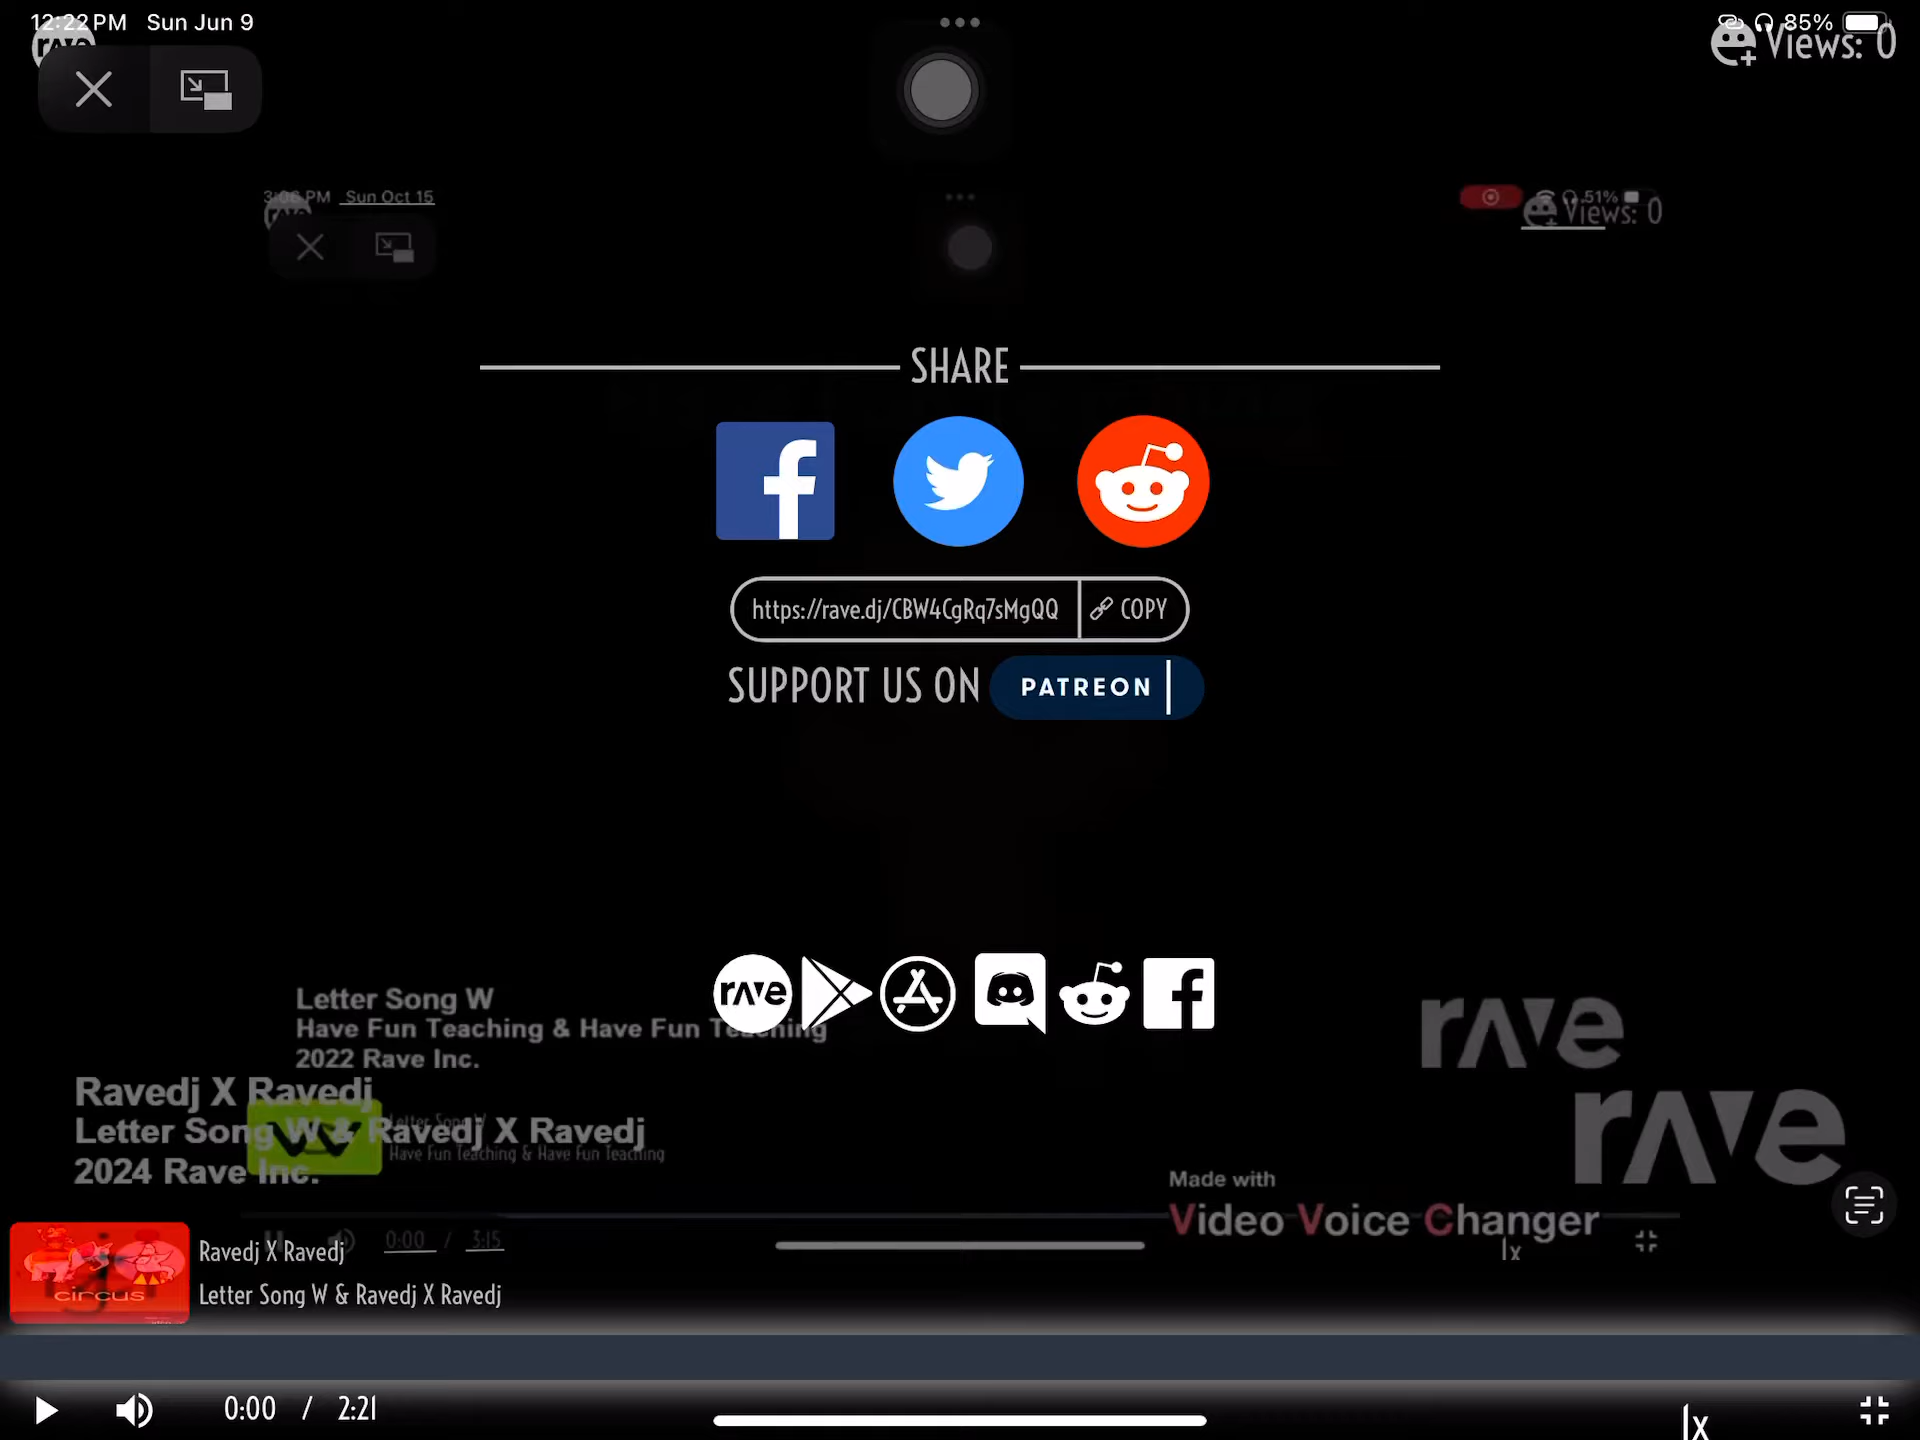 12:22 PM Sun Jun 9
85%
rave
Views: 0
3:06 PM Sun Oct 15
51%
Views: 0
SHARE
https://rave.dj/CBW4CgRq7sMgQQ
COPY
SUPPORT US ON PATREON
rave
Letter Song W
Have Fun Teaching & Have Fun Teaching
2022 Rave Inc.
rave
Ravedj X Ravedj
Letter Song W & Ravedj X Ravedj
2024 Rave Inc.
rave
Letter Song W
Have Fun Teaching & Have Fun Teaching
Made with
Video Voice Changer
0:00 / 3:15
1x
circus
Ravedj X Ravedj
Letter Song W & Ravedj X Ravedj
0:00 / 2:21
1x